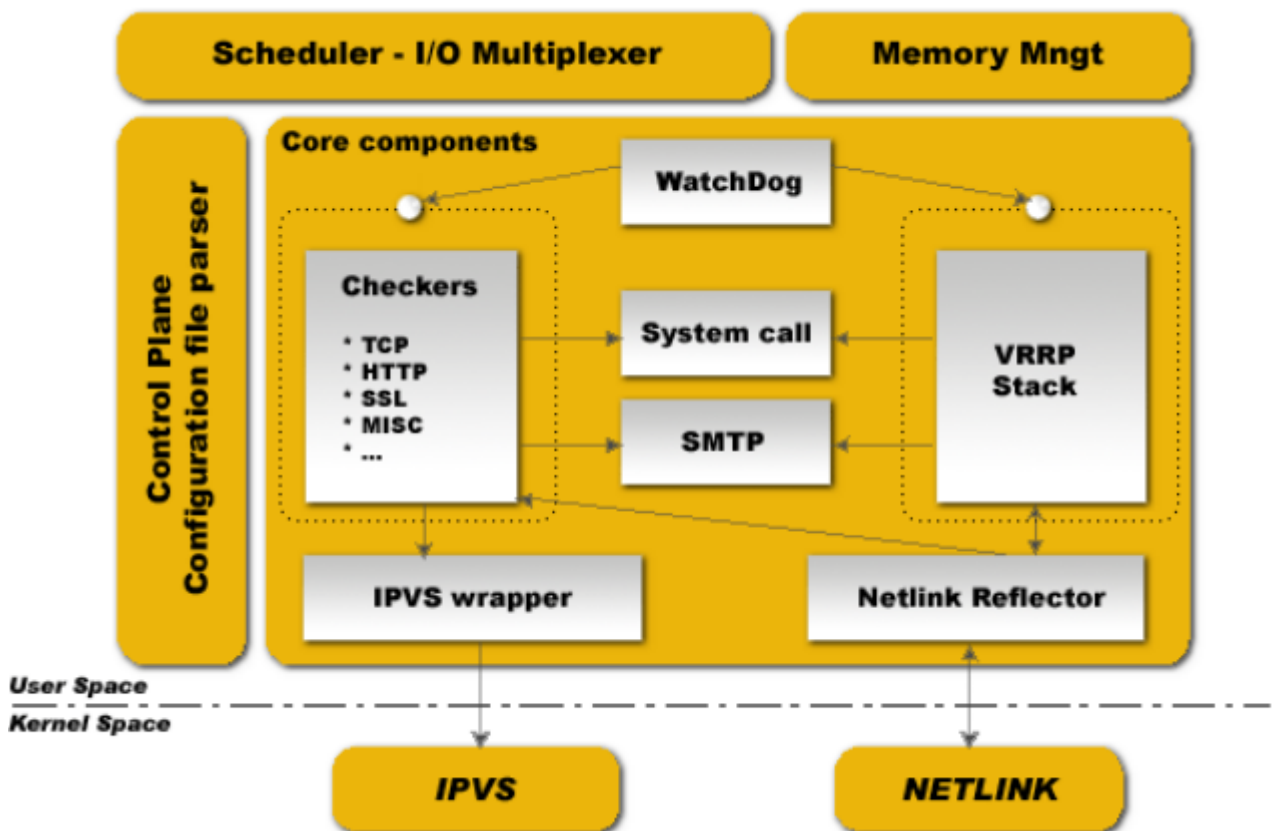 Scheduler - I/O Multiplexer
Memory Mngt
Control Plane
Configuration file parser
Core components
WatchDog
Checkers
* TCP
* HTTP
* SSL
* MISC
* ...
System call
SMTP
VRRP
Stack
IPVS wrapper
Netlink Reflector
User Space
Kernel Space
IPVS
NETLINK